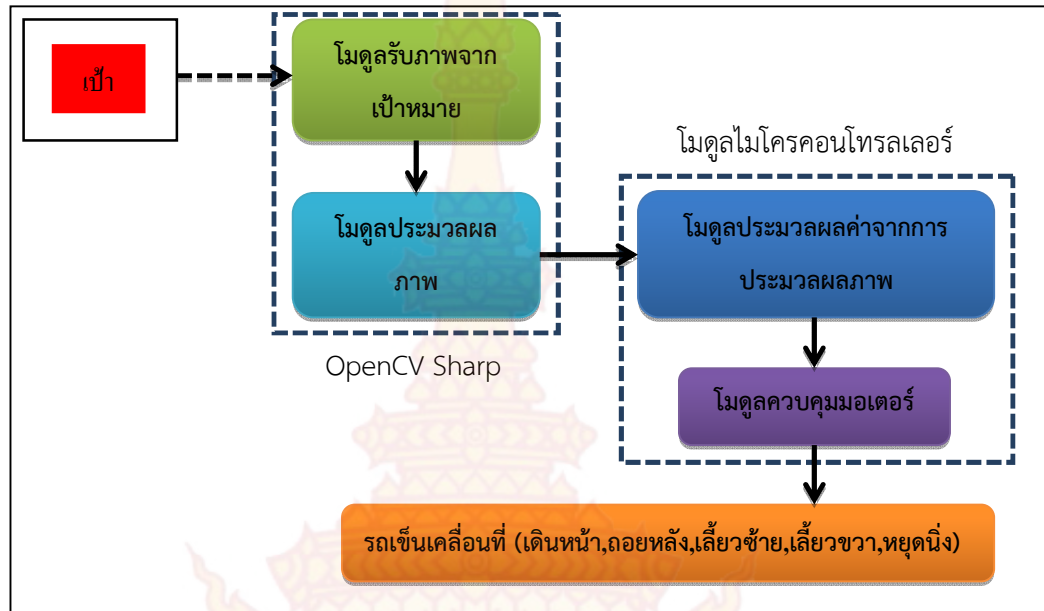 เป้า
โมดูลรับภาพจาก
เป้าหมาย
โมดูลประมวลผล
ภาพ
OpenCV Sharp
โมดูลไมโครคอนโทรลเลอร์
โมดูลประมวลผลค่าจากการ
ประมวลผลภาพ
โมดูลควบคุมมอเตอร์
รถเข็นเคลื่อนที่ (เดินหน้า,ถอยหลัง,เลี้ยวซ้าย,เลี้ยวขวา,หยุดนิ่ง)